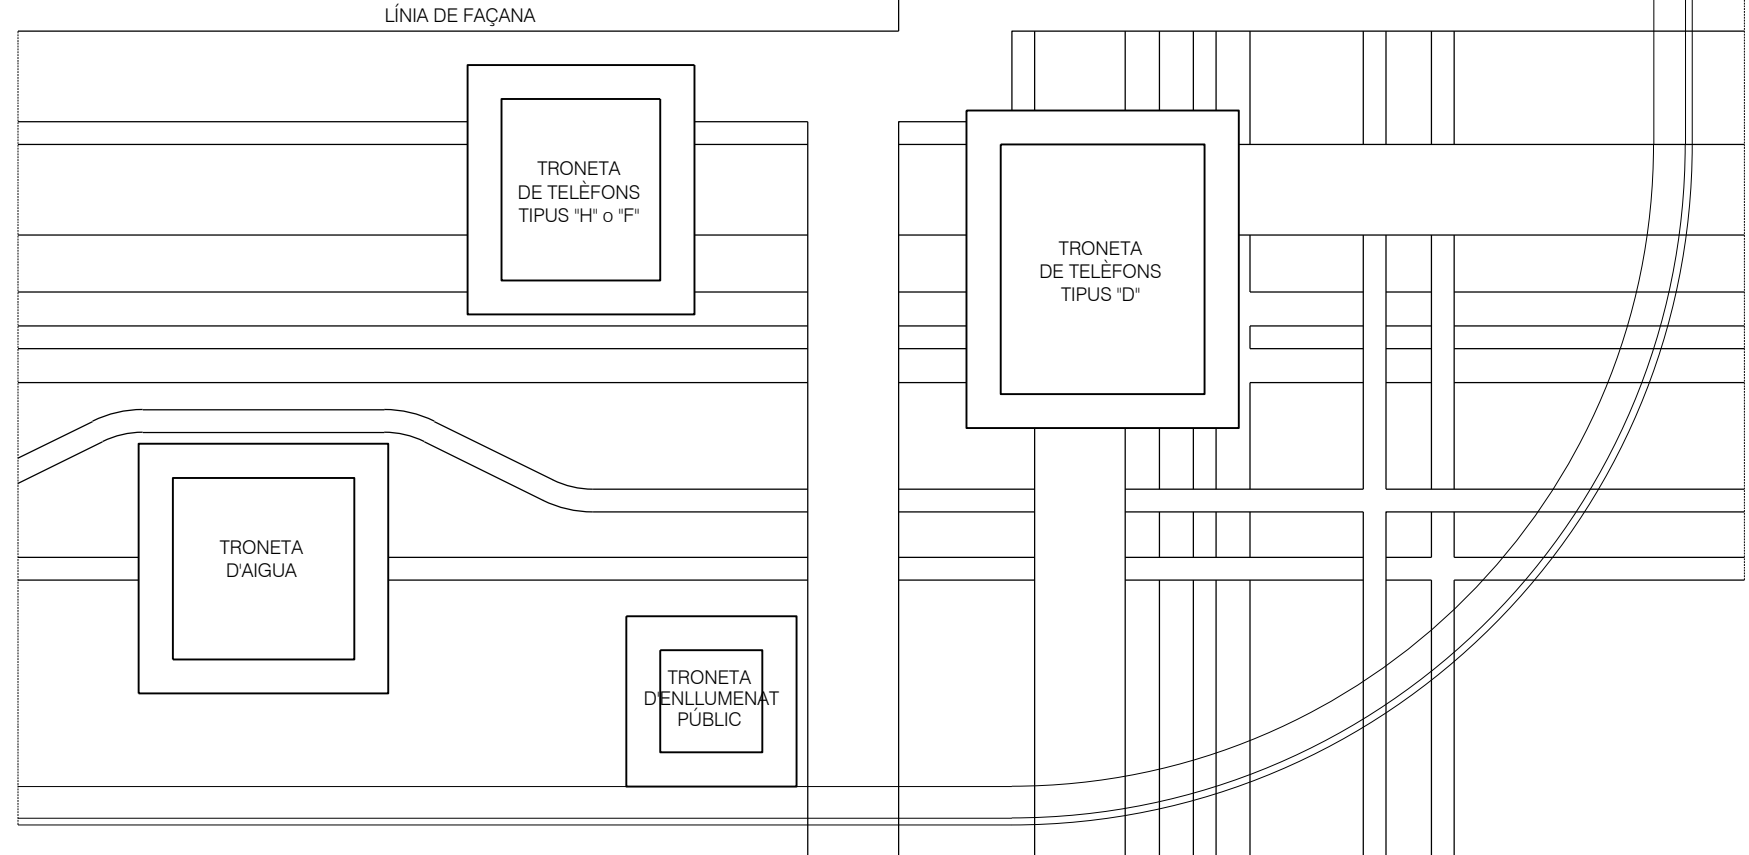 LÍNIA DE FAÇANA
TRONETA
DE TELÈFONS
TIPUS "H" o "F"
TRONETA
DE TELÈFONS
TIPUS "D"
TRONETA
D'AIGUA
TRONETA
D'ENLLUMENAT
PÚBLIC